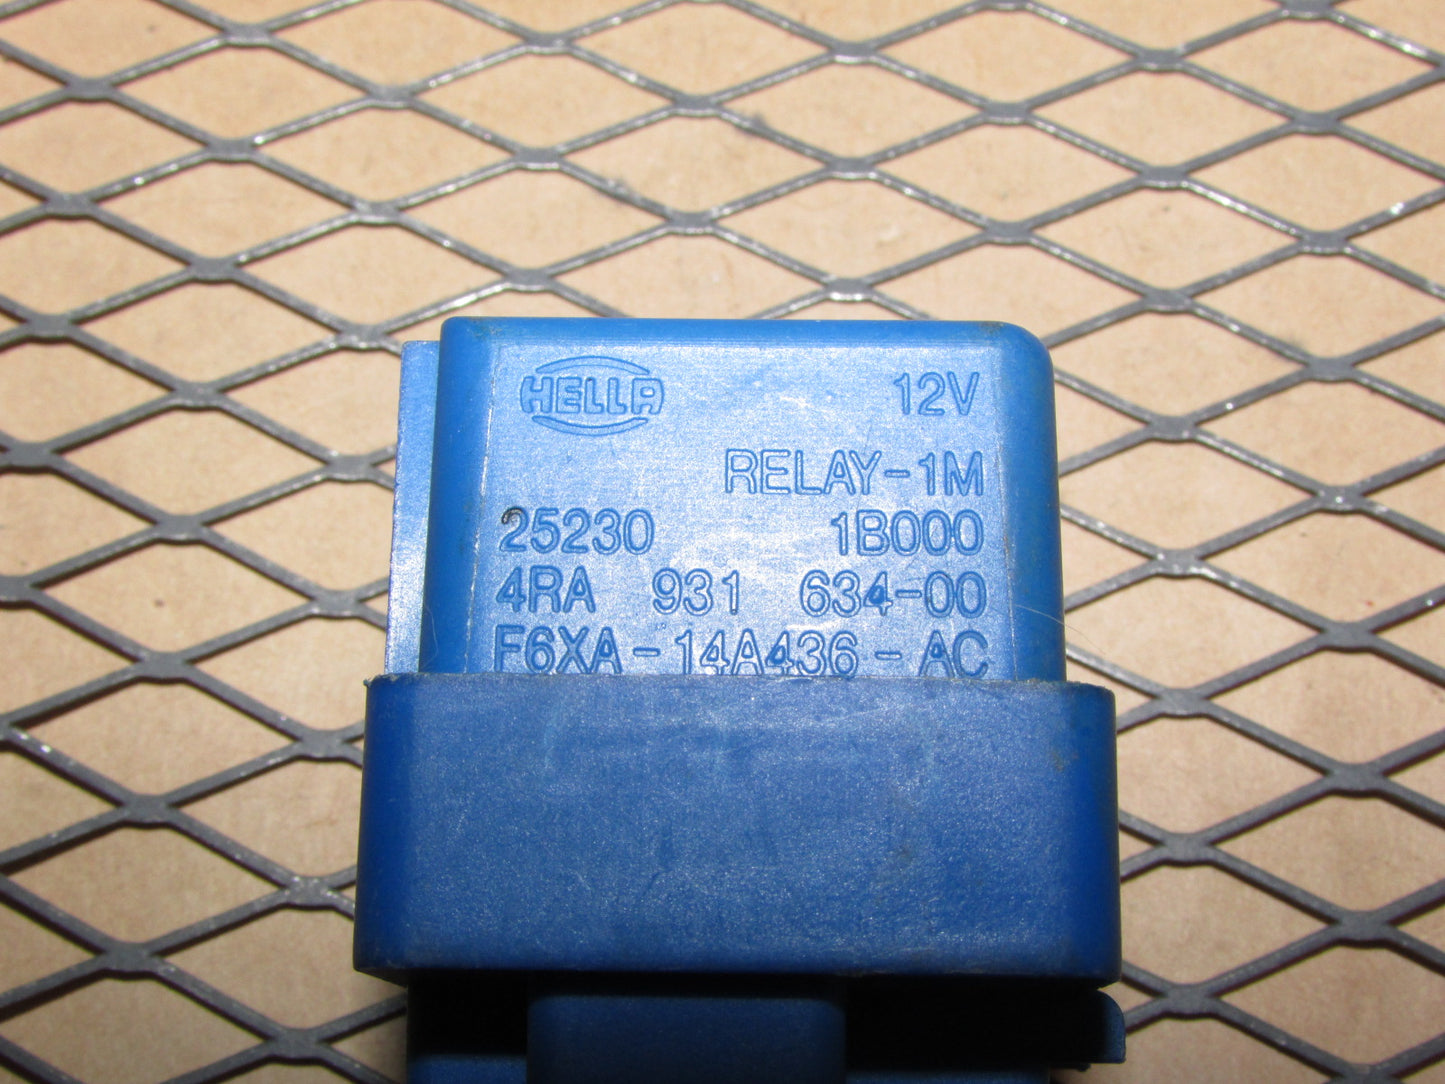 HELLA 12V
RELAY-1M
25230 1B000
4RA 931 634-00
F6XA-14A436-AC